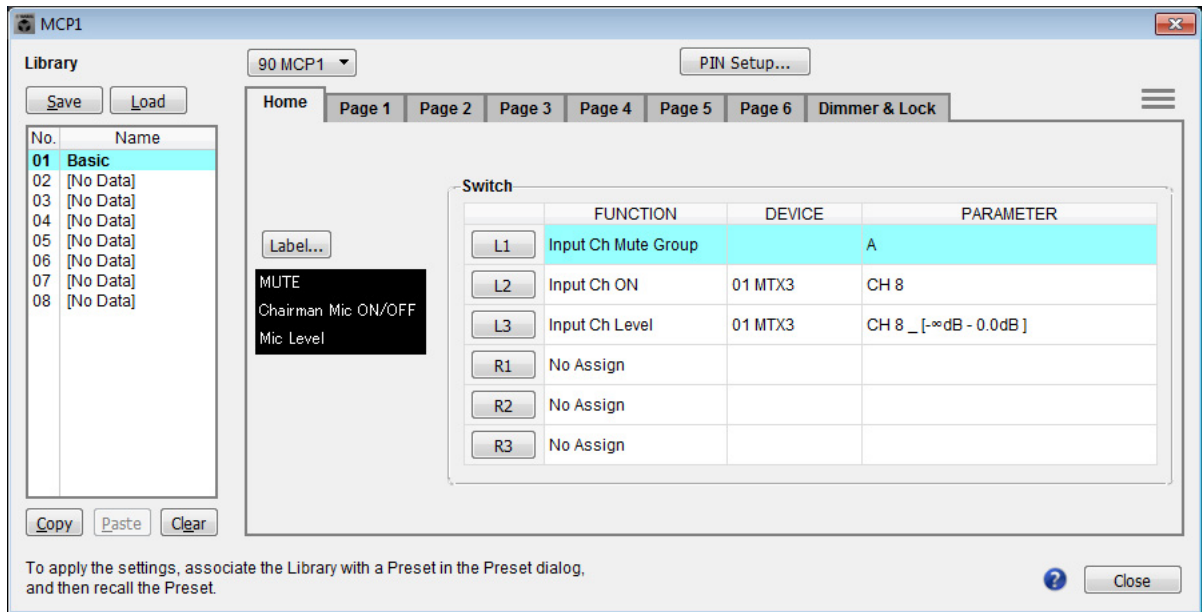 MCP1
Library
90 MCP1
PIN Setup...
Save Load
Home Page 1 Page 2 Page 3 Page 4 Page 5 Page 6 Dimmer & Lock
No. Name
01 Basic
02 [No Data]
03 [No Data]
04 [No Data]
05 [No Data]
06 [No Data]
07 [No Data]
08 [No Data]
Label...
MUTE
Chairman Mic ON/OFF
Mic Level
Switch
FUNCTION DEVICE PARAMETER
L1 Input Ch Mute Group A
L2 Input Ch ON 01 MTX3 CH 8
L3 Input Ch Level 01 MTX3 CH 8 _ [-∞dB - 0.0dB ]
R1 No Assign
R2 No Assign
R3 No Assign
Copy Paste Clear
To apply the settings, associate the Library with a Preset in the Preset dialog,
and then recall the Preset.
? Close